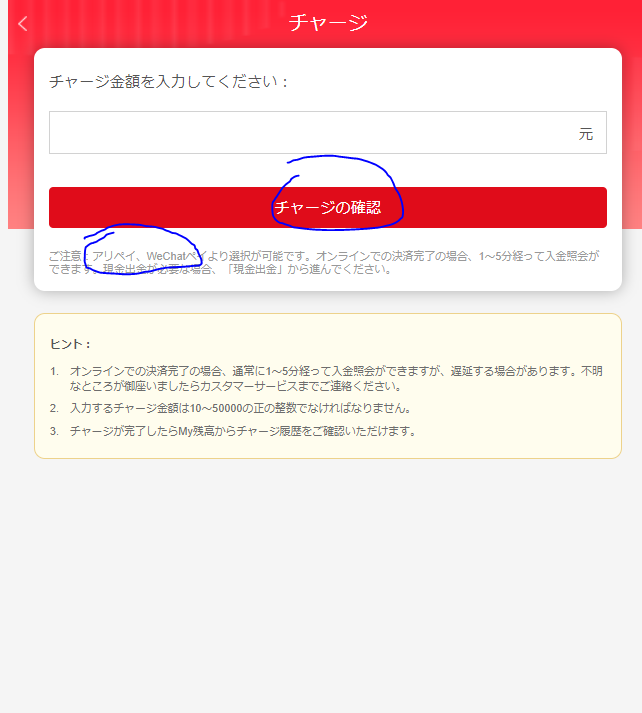 チャージ
チャージ金額を入力してください：
元
チャージの確認
ご注意：アリペイ、WeChatペイより選択が可能です。オンラインでの決済完了の場合、1～5分経って入金照会が
できます。現金出金が必要な場合、「現金出金」から進んでください。
ヒント：
1. オンラインでの決済完了の場合、通常に1～5分経って入金照会ができますが、遅延する場合があります。不明
なところが御座いましたらカスタマーサービスまでご連絡ください。
2. 入力するチャージ金額は10～50000の正の整数でなければなりません。
3. チャージが完了したらMy残高からチャージ履歴をご確認いただけます。